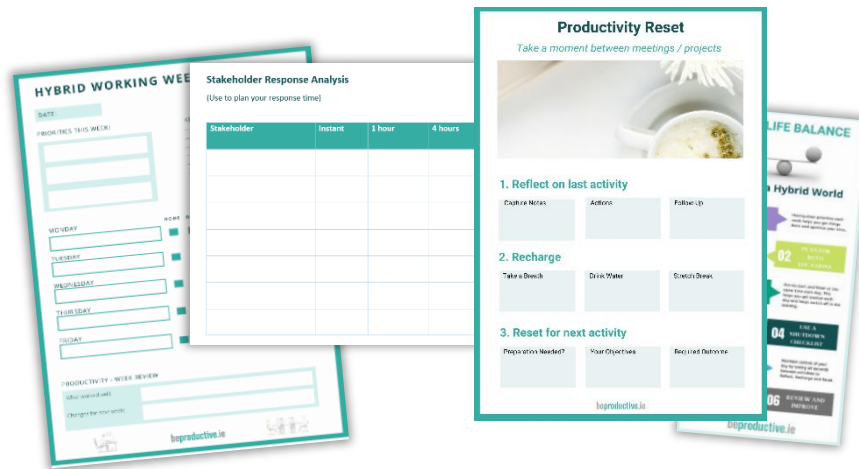 HYBRID WORKING WEE
DATE:
PRIORITIES THIS WEEK:
HOME
MONDAY
TUESDAY
WEDNESDAY
THURSDAY
FRIDAY
PRODUCTIVITY - WEEK REVIEW
What worked well:
Changes for next week:
beproductive.ie
Stakeholder Response Analysis
(Use to plan your response time)
Stakeholder Instant 1 hour 4 hours
Productivity Reset
Take a moment between meetings / projects
1. Reflect on last activity
Capture Notes Actions Follow Up
2. Recharge
Take a Breath Drink Water Stretch Break
3. Reset for next activity
Preparation Needed? Your Objectives Required Outcome
beproductive.ie
LIFE BALANCE
a Hybrid World
02
04
USE A
SHUTDOWN
CHECKLIST
06
REVIEW AND
IMPROVE
beproductive.ie